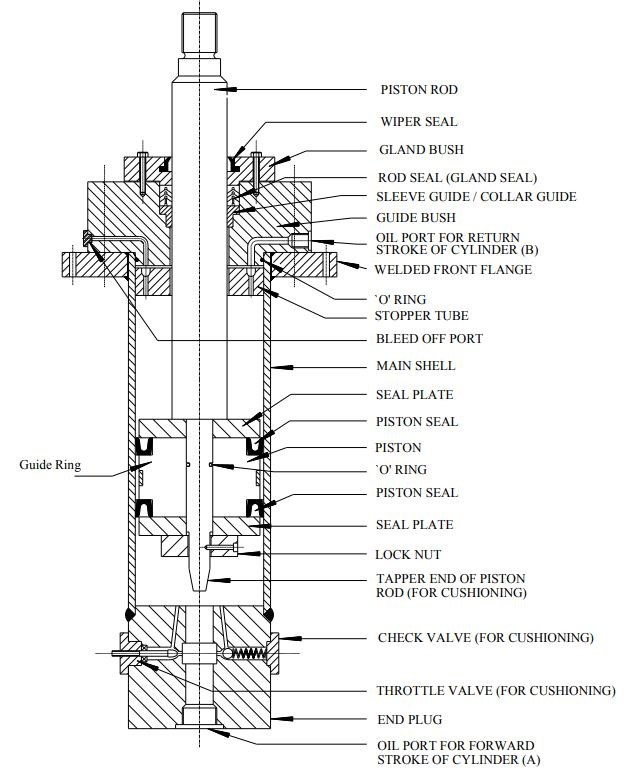 PISTON ROD
WIPER SEAL
GLAND BUSH
ROD SEAL (GLAND SEAL)
SLEEVE GUIDE / COLLAR GUIDE
GUIDE BUSH
OIL PORT FOR RETURN
STROKE OF CYLINDER (B)
WELDED FRONT FLANGE
`O' RING
STOPPER TUBE
BLEED OFF PORT
MAIN SHELL
SEAL PLATE
PISTON SEAL
PISTON
Guide Ring
`O' RING
PISTON SEAL
SEAL PLATE
LOCK NUT
TAPPER END OF PISTON
ROD (FOR CUSHIONING)
CHECK VALVE (FOR CUSHIONING)
THROTTLE VALVE (FOR CUSHIONING)
END PLUG
OIL PORT FOR FORWARD
STROKE OF CYLINDER (A)